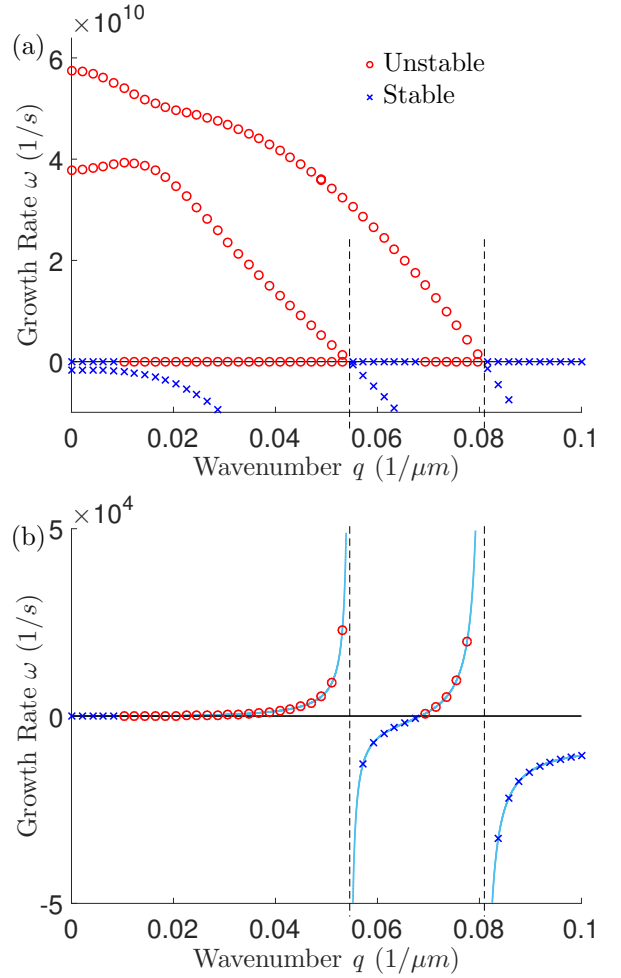 (a)
×10^10
Unstable
Stable
Growth Rate ω (1/s)
6
4
2
0
0 0.02 0.04 0.06 0.08 0.1
Wavenumber q (1/μm)
(b)
×10^4
Growth Rate ω (1/s)
5
0
-5
0 0.02 0.04 0.06 0.08 0.1
Wavenumber q (1/μm)